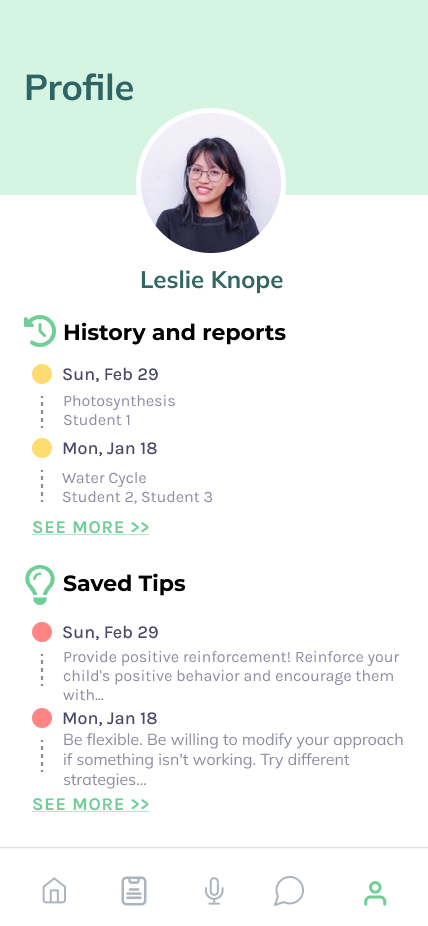 Profile
Leslie Knope
History and reports
Sun, Feb 29
Photosynthesis
Student 1
Mon, Jan 18
Water Cycle
Student 2, Student 3
SEE MORE >>
Saved Tips
Sun, Feb 29
Provide positive reinforcement! Reinforce your
child's positive behavior and encourage them
with...
Mon, Jan 18
Be flexible. Be willing to modify your approach
if something isn't working. Try different
strategies...
SEE MORE >>